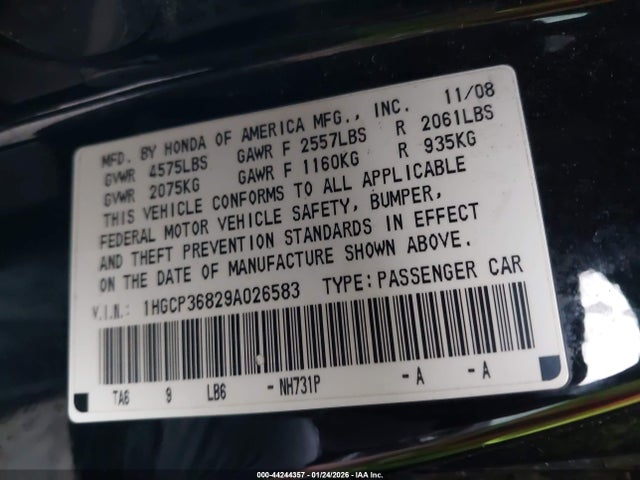 MFD. BY HONDA OF AMERICA MFG., INC. 11/08
GVWR 4575LBS GAWR F 2557LBS R 2061LBS
GVWR 2075KG GAWR F 1160KG R 935KG
THIS VEHICLE CONFORMS TO ALL APPLICABLE
FEDERAL MOTOR VEHICLE SAFETY, BUMPER,
AND THEFT PREVENTION STANDARDS IN EFFECT
ON THE DATE OF MANUFACTURE SHOWN ABOVE.
V.I.N.: 1HGCP36829A026583 TYPE:PASSENGER CAR
TA6 9 LB6 -NH731P -A -A
000-44244357 - 01/24/2026 - IAA Inc.